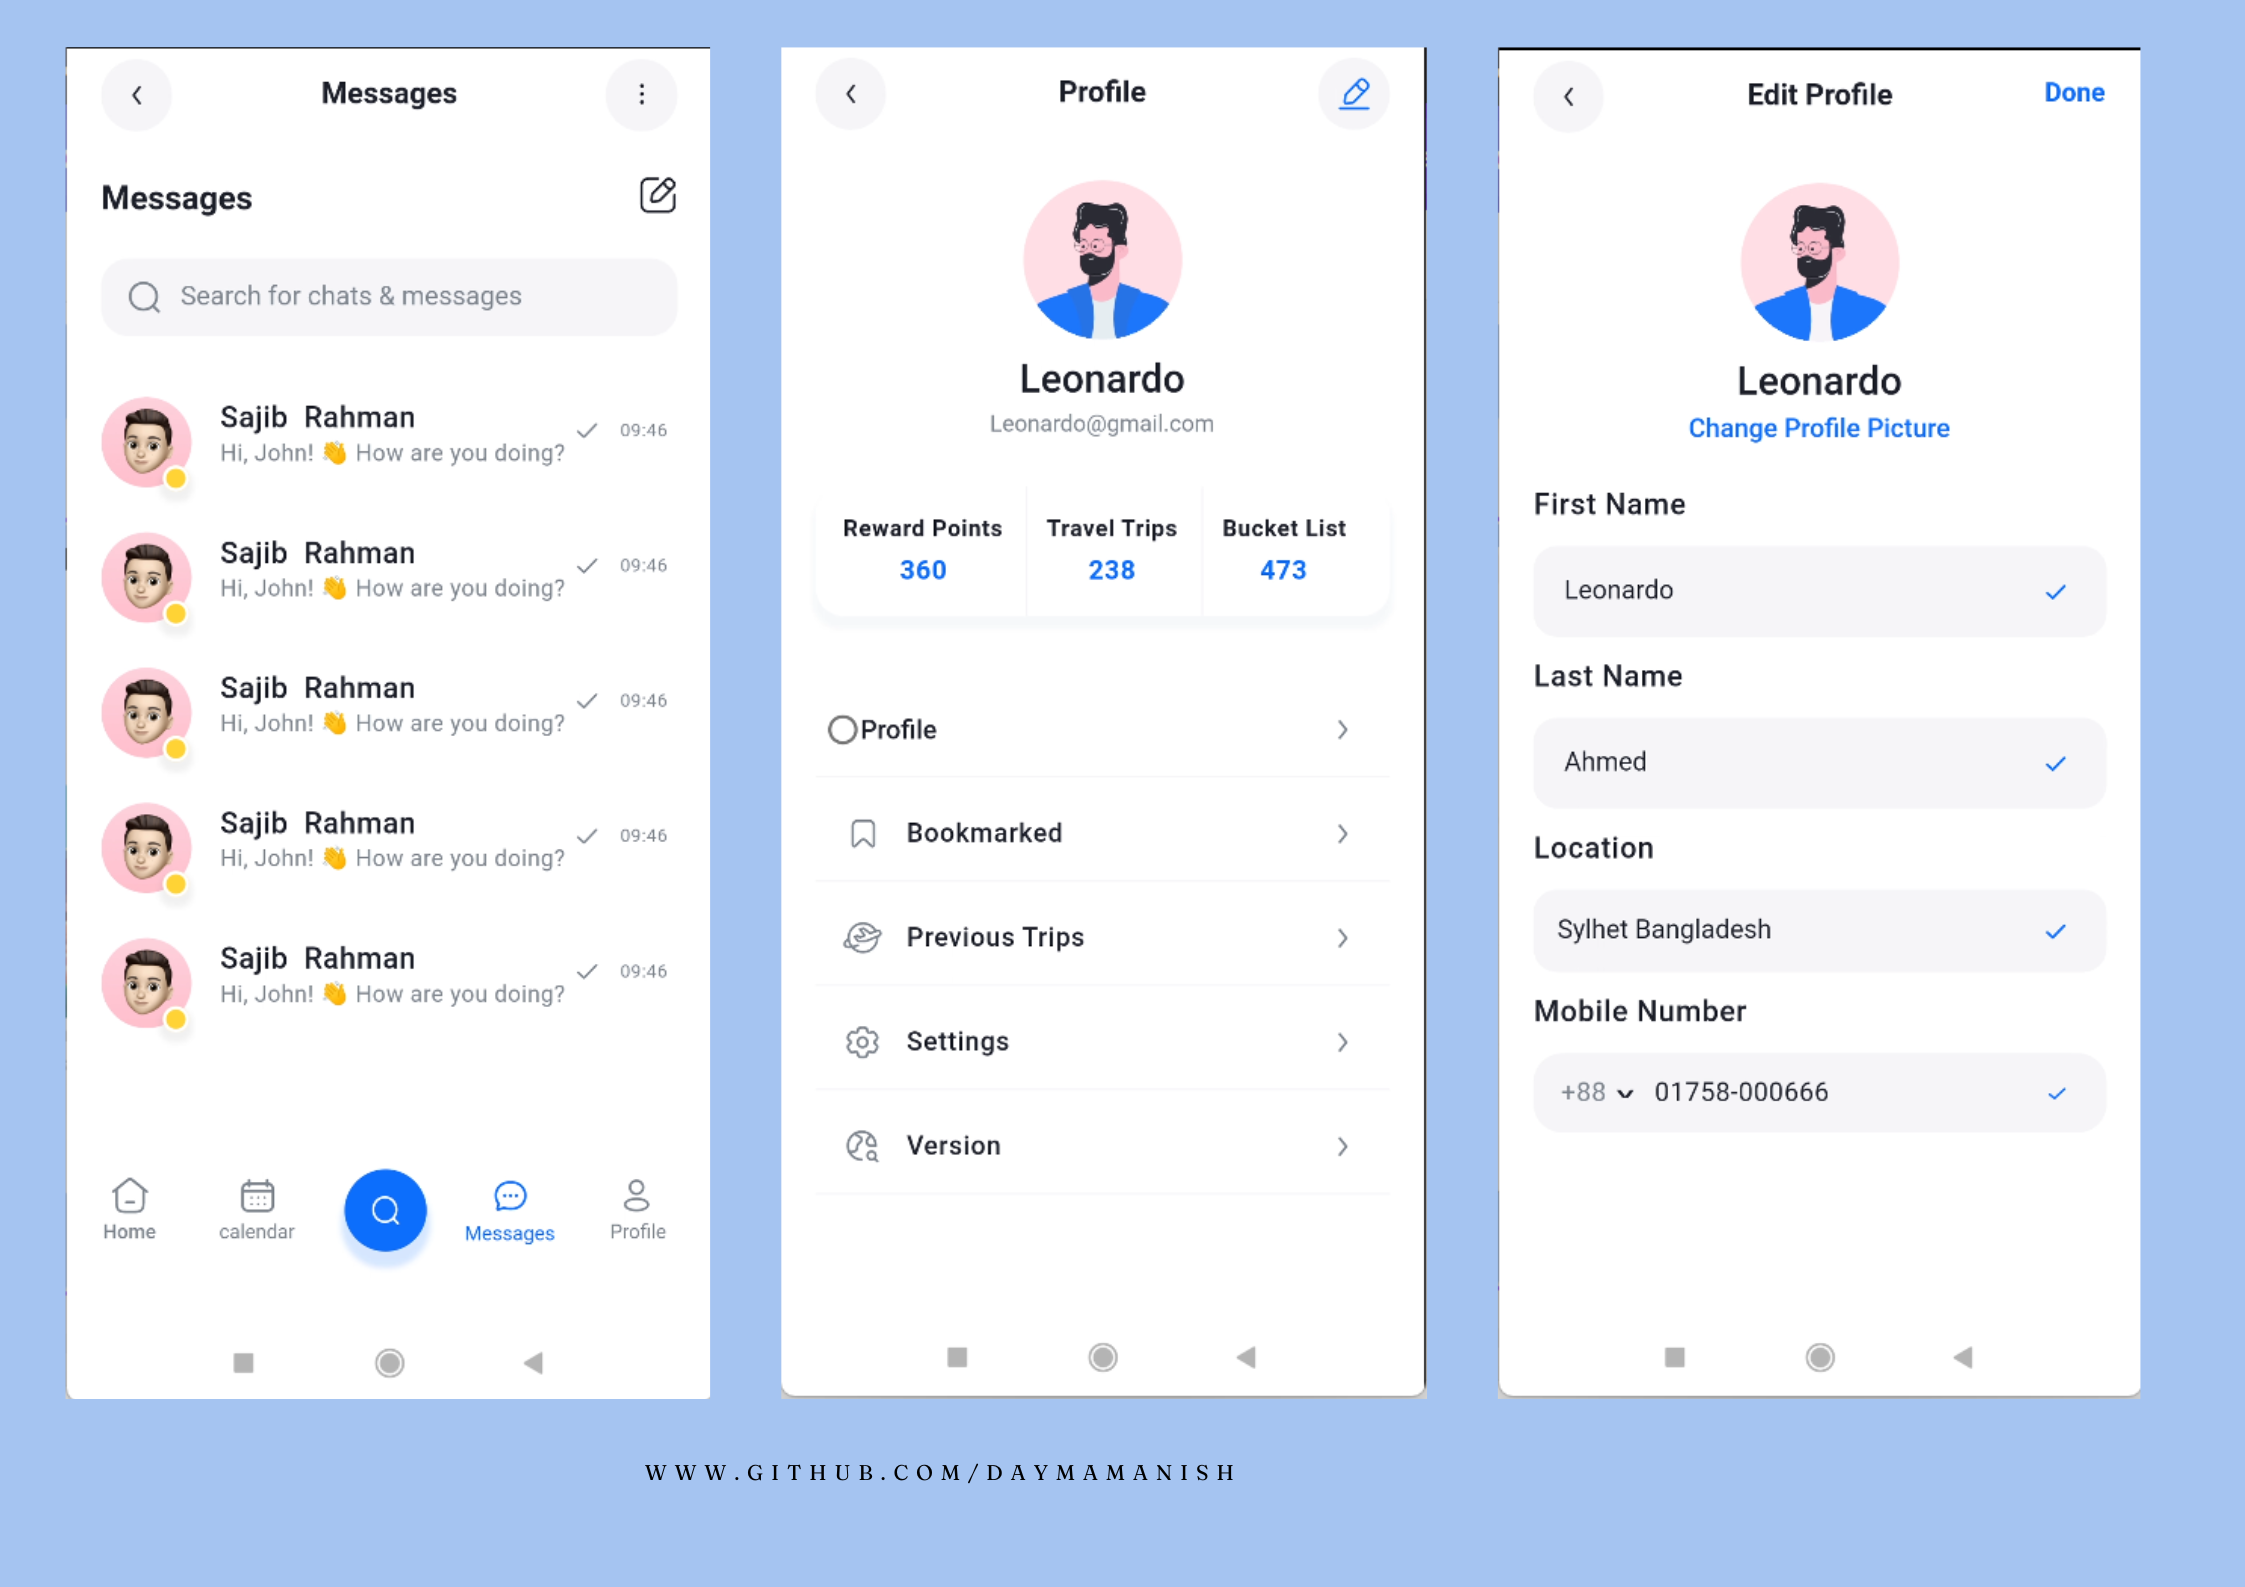 Messages
Messages
Search for chats & messages
Sajib Rahman
Hi, John! 👋 How are you doing?
09:46
Sajib Rahman
Hi, John! 👋 How are you doing?
09:46
Sajib Rahman
Hi, John! 👋 How are you doing?
09:46
Sajib Rahman
Hi, John! 👋 How are you doing?
09:46
Sajib Rahman
Hi, John! 👋 How are you doing?
09:46
Home
calendar
Messages
Profile
Profile
Leonardo
Leonardo@gmail.com
Reward Points
360
Travel Trips
238
Bucket List
473
Profile
Bookmarked
Previous Trips
Settings
Version
Edit Profile
Done
Leonardo
Change Profile Picture
First Name
Leonardo
Last Name
Ahmed
Location
Sylhet Bangladesh
Mobile Number
+88 01758-000666
WWW.GITHUB.COM/DAYMAMANISH